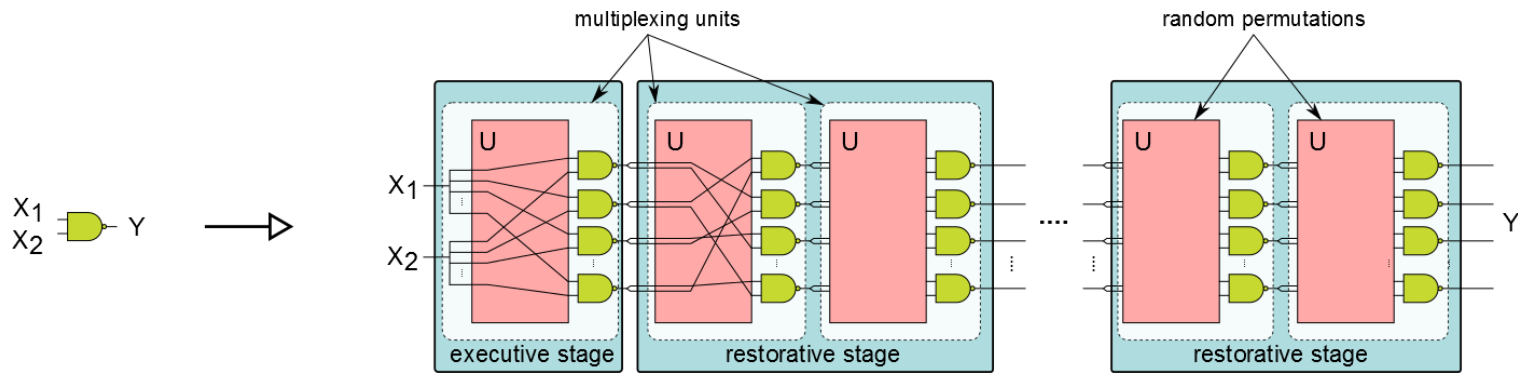 multiplexing units
random permutations
X1
X2
Y
X1
X2
U
U
U
....
U
U
Y
executive stage
restorative stage
restorative stage